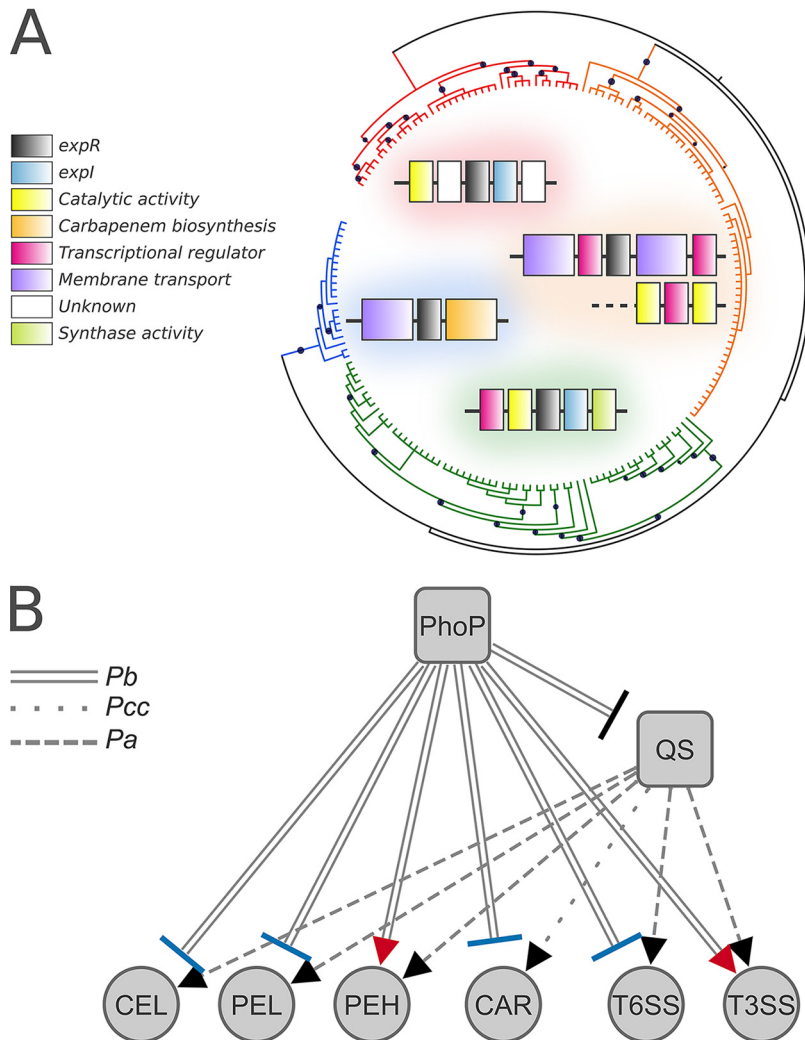 A
expR
expI
Catalytic activity
Carbapenem biosynthesis
Transcriptional regulator
Membrane transport
Unknown
Synthase activity
B
PhoP
Pb
Pcc
Pa
QS
CEL PEL PEH CAR T6SS T3SS